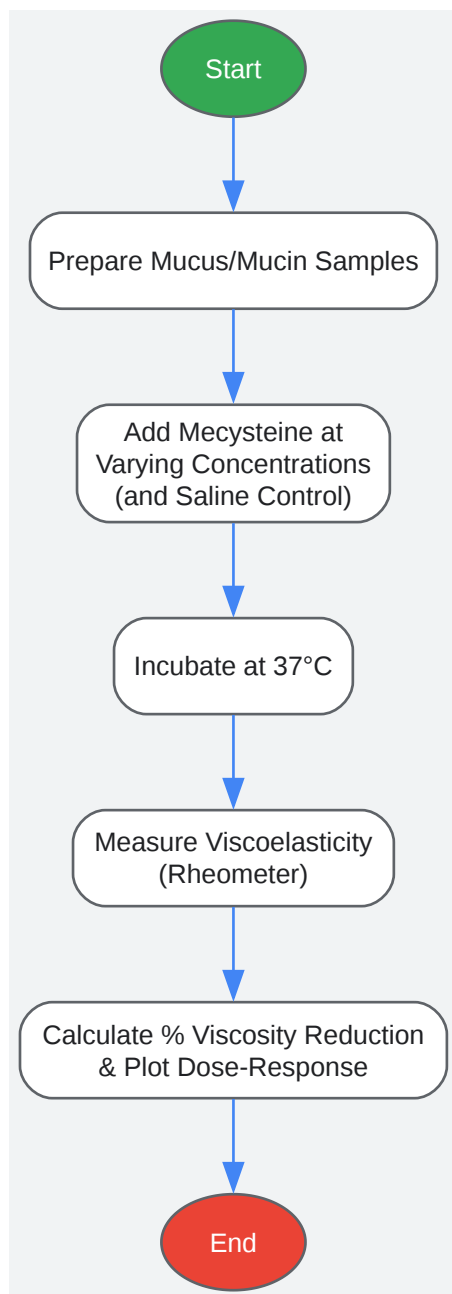 Start
Prepare Mucus/Mucin Samples
Add Mecysteine at
Varying Concentrations
(and Saline Control)
Incubate at 37°C
Measure Viscoelasticity
(Rheometer)
Calculate % Viscosity Reduction
& Plot Dose-Response
End